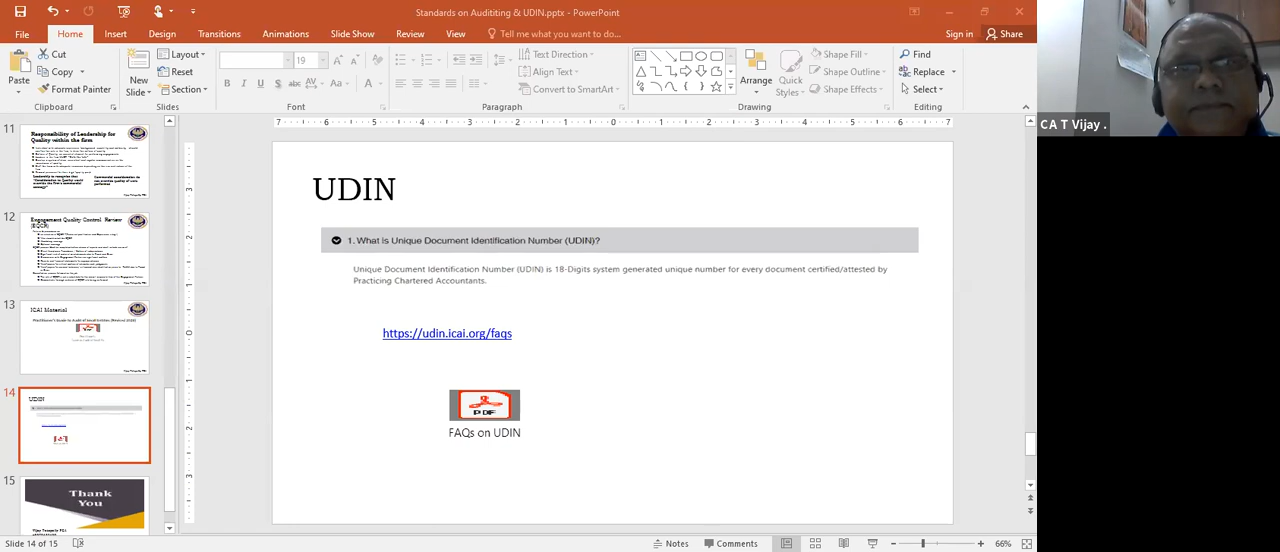 Standards on Audititing & UDIN.pptx - PowerPoint
File
Home
Insert
Design
Transitions
Animations
Slide Show
Review
View
Tell me what you want to do...
Sign in
Share
Paste
Cut
Copy
Format Painter
Clipboard
New Slide
Layout
Reset
Section
Slides
19
B I U S abc AV Aa A
Font
Text Direction
Align Text
Convert to SmartArt
Paragraph
Arrange
Quick Styles
Shape Fill
Shape Outline
Shape Effects
Drawing
Find
Replace
Select
Editing
CA T Vijay .
11
Responsibility of Leadership for
Quality within the firm
12
Engagement Quality Control Review
(EQCR)
13
ICAI Material
14
UDIN
15
Thank
You
UDIN
1. What is Unique Document Identification Number (UDIN)?
Unique Document Identification Number (UDIN) is 18-Digits system generated unique number for every document certified/attested by
Practicing Chartered Accountants.
https://udin.icai.org/faqs
PDF
FAQs on UDIN
Slide 14 of 15
Notes
Comments
66%